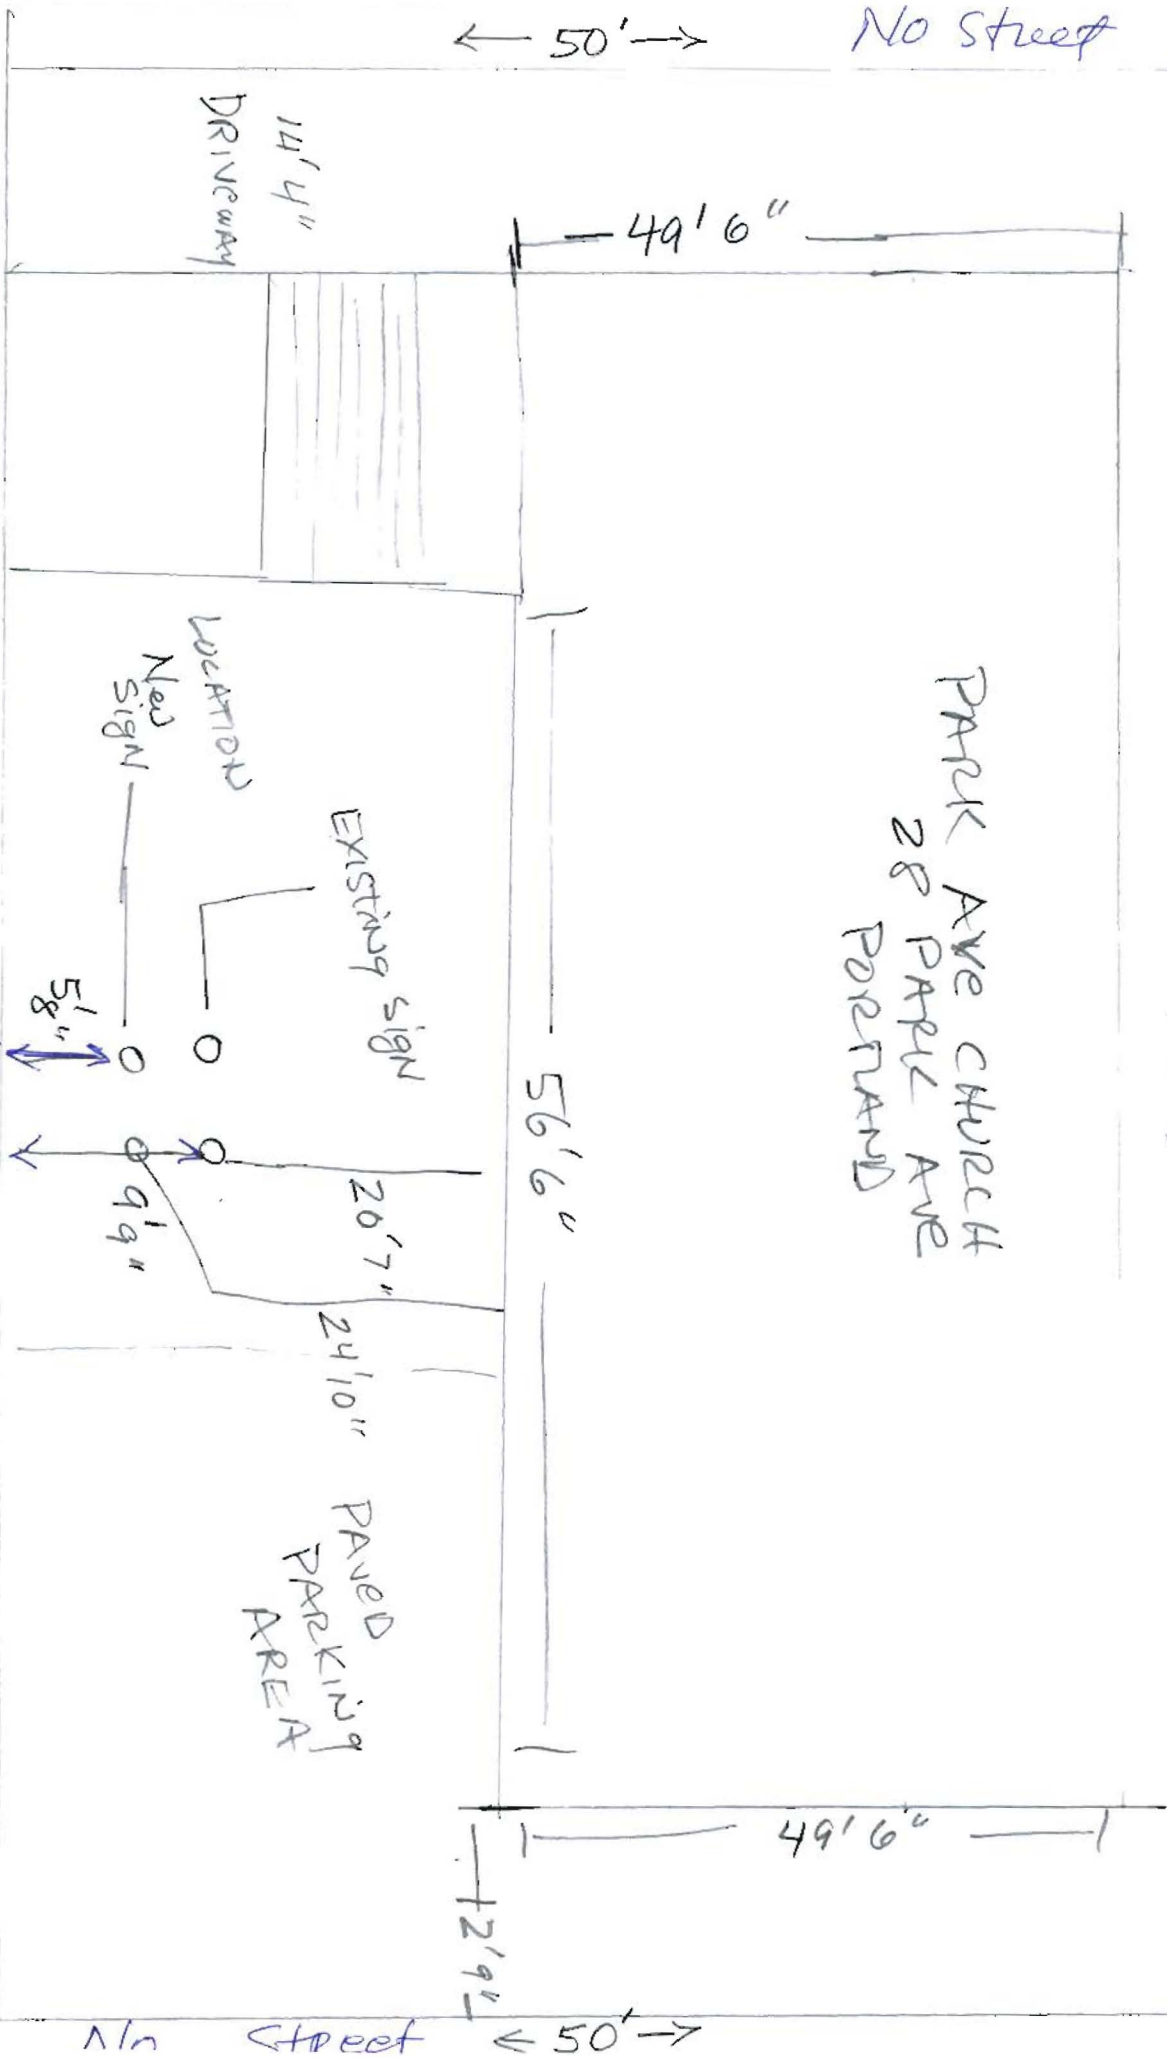 ← 50' →
No Street
14' 4"
DRIVEWAY
49' 6"
PARK AVE CHURCH
28 PARK AVE
PORTLAND
LOCATION
New
Sign
Existing Sign
5'8"
9'9"
56'6"
20'7"
24'10"
PAVED
PARKING
AREA
49' 6"
12'9"
Street
← 50' →